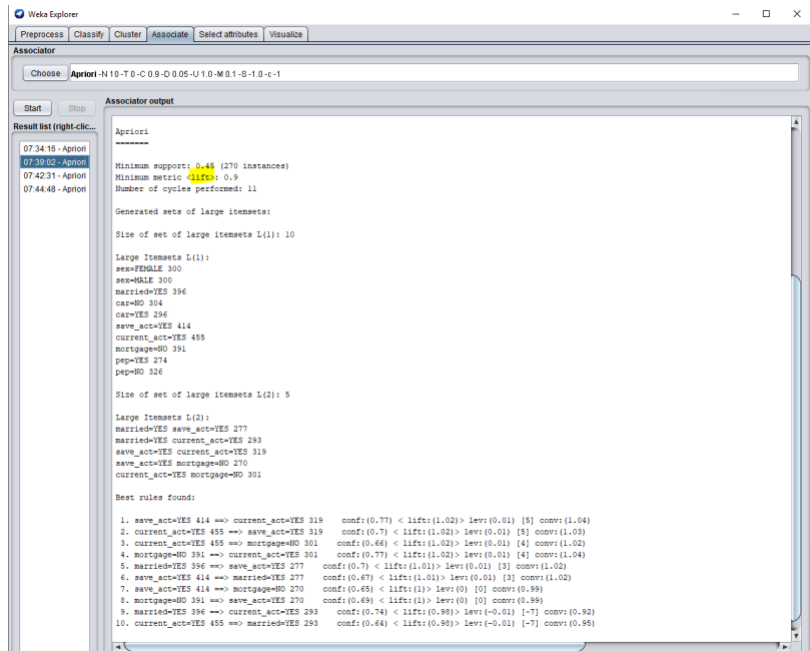 Weka Explorer
Preprocess Classify Cluster Associate Select attributes Visualize
Associator
Choose Apriori -N 10 -T 0 -C 0.9 -D 0.05 -U 1.0 -M 0.1 -S -1.0 -c -1
Start Stop
Result list (right-clic...
07:34:16 - Apriori
07:39:02 - Apriori
07:42:31 - Apriori
07:44:48 - Apriori
Associator output
Apriori
=======
Minimum support: 0.45 (270 instances)
Minimum metric <lift>: 0.9
Number of cycles performed: 11
Generated sets of large itemsets:
Size of set of large itemsets L(1): 10
Large Itemsets L(1):
sex=FEMALE 300
sex=MALE 300
married=YES 396
car=NO 304
car=YES 296
save_act=YES 414
current_act=YES 455
mortgage=NO 391
pep=YES 274
pep=NO 326
Size of set of large itemsets L(2): 5
Large Itemsets L(2):
married=YES save_act=YES 277
married=YES current_act=YES 293
save_act=YES current_act=YES 319
save_act=YES mortgage=NO 270
current_act=YES mortgage=NO 301
Best rules found:
1. save_act=YES 414 ==> current_act=YES 319 conf:(0.77) < lift:(1.02)> lev:(0.01) [5] conv:(1.04)
2. current_act=YES 455 ==> save_act=YES 319 conf:(0.7) < lift:(1.02)> lev:(0.01) [5] conv:(1.03)
3. current_act=YES 455 ==> mortgage=NO 301 conf:(0.66) < lift:(1.02)> lev:(0.01) [4] conv:(1.02)
4. mortgage=NO 391 ==> current_act=YES 301 conf:(0.77) < lift:(1.02)> lev:(0.01) [4] conv:(1.04)
5. married=YES 396 ==> save_act=YES 277 conf:(0.7) < lift:(1.01)> lev:(0.01) [3] conv:(1.02)
6. save_act=YES 414 ==> married=YES 277 conf:(0.67) < lift:(1.01)> lev:(0.01) [3] conv:(1.02)
7. save_act=YES 414 ==> mortgage=NO 270 conf:(0.65) < lift:(1)> lev:(0) [0] conv:(0.99)
8. mortgage=NO 391 ==> save_act=YES 270 conf:(0.69) < lift:(1)> lev:(0) [0] conv:(0.99)
9. married=YES 396 ==> current_act=YES 293 conf:(0.74) < lift:(0.98)> lev:(-0.01) [-7] conv:(0.92)
10. current_act=YES 455 ==> married=YES 293 conf:(0.64) < lift:(0.98)> lev:(-0.01) [-7] conv:(0.95)